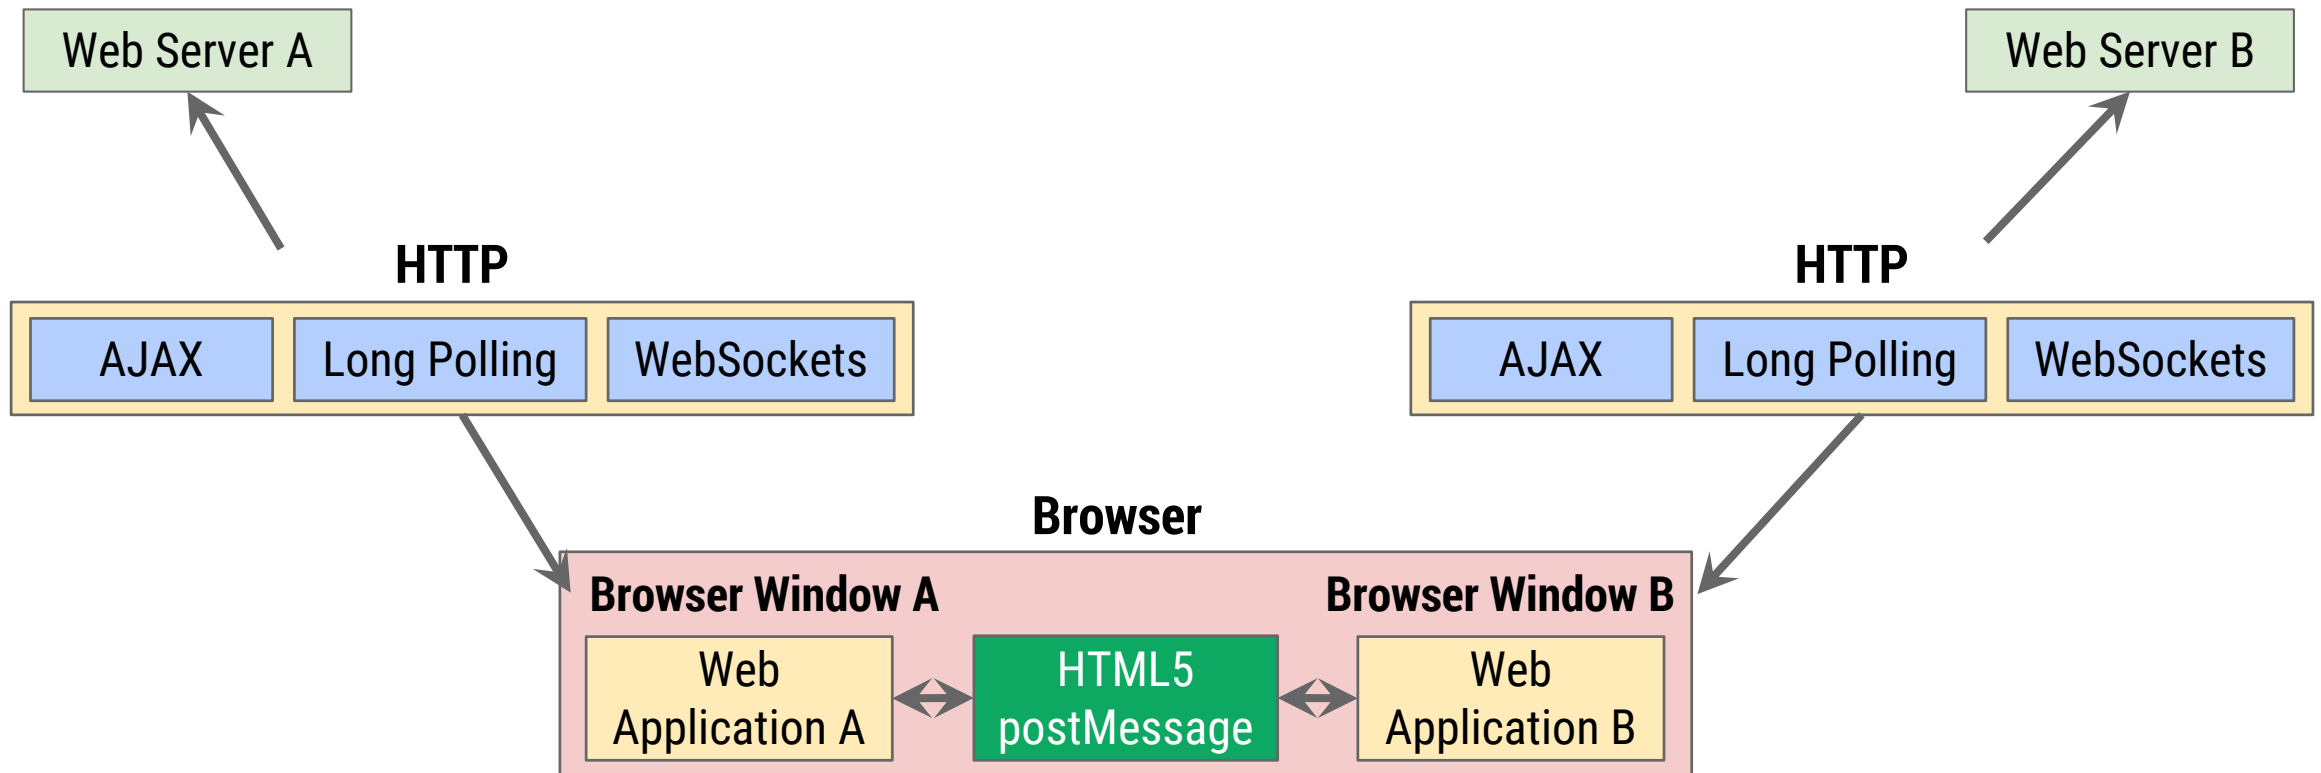 Web Server A
Web Server B
HTTP
HTTP
AJAX
Long Polling
WebSockets
AJAX
Long Polling
WebSockets
Browser
Browser Window A
Browser Window B
Web
Application A
HTML5
postMessage
Web
Application B